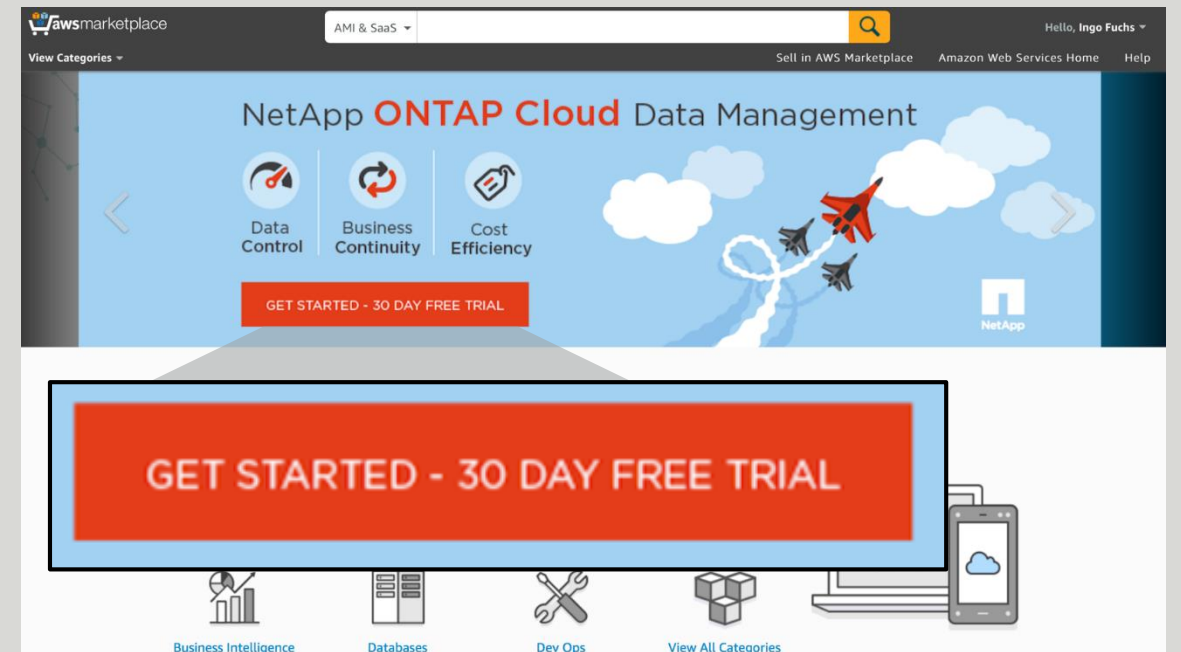 awsmarketplace
AMI & SaaS
Hello, Ingo Fuchs
View Categories
Sell in AWS Marketplace
Amazon Web Services Home
Help
NetApp ONTAP Cloud Data Management
Data
Control
Business
Continuity
Cost
Efficiency
GET STARTED - 30 DAY FREE TRIAL
NetApp
GET STARTED - 30 DAY FREE TRIAL
Business Intelligence
Databases
Dev Ops
View All Categories